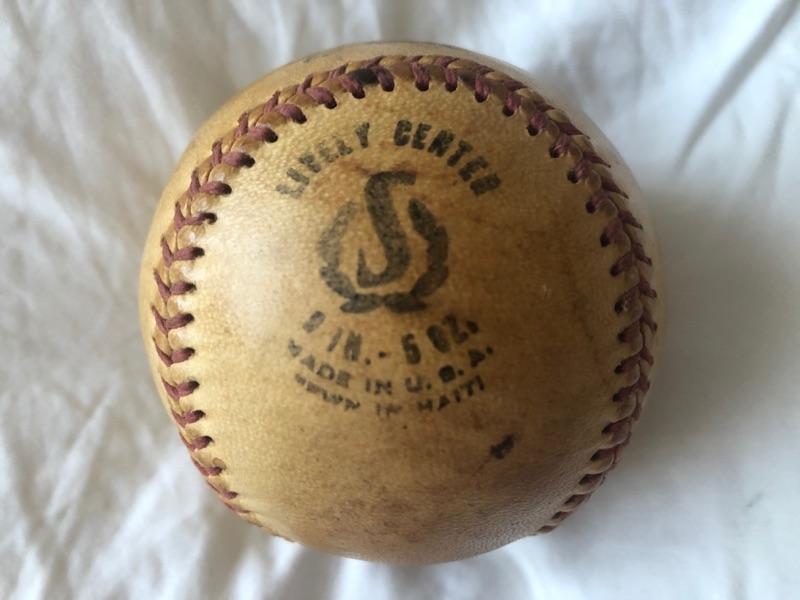 LIVELY CENTER
S
9 IN. - 5 OZ.
MADE IN U.S.A.
SEWN IN HAITI